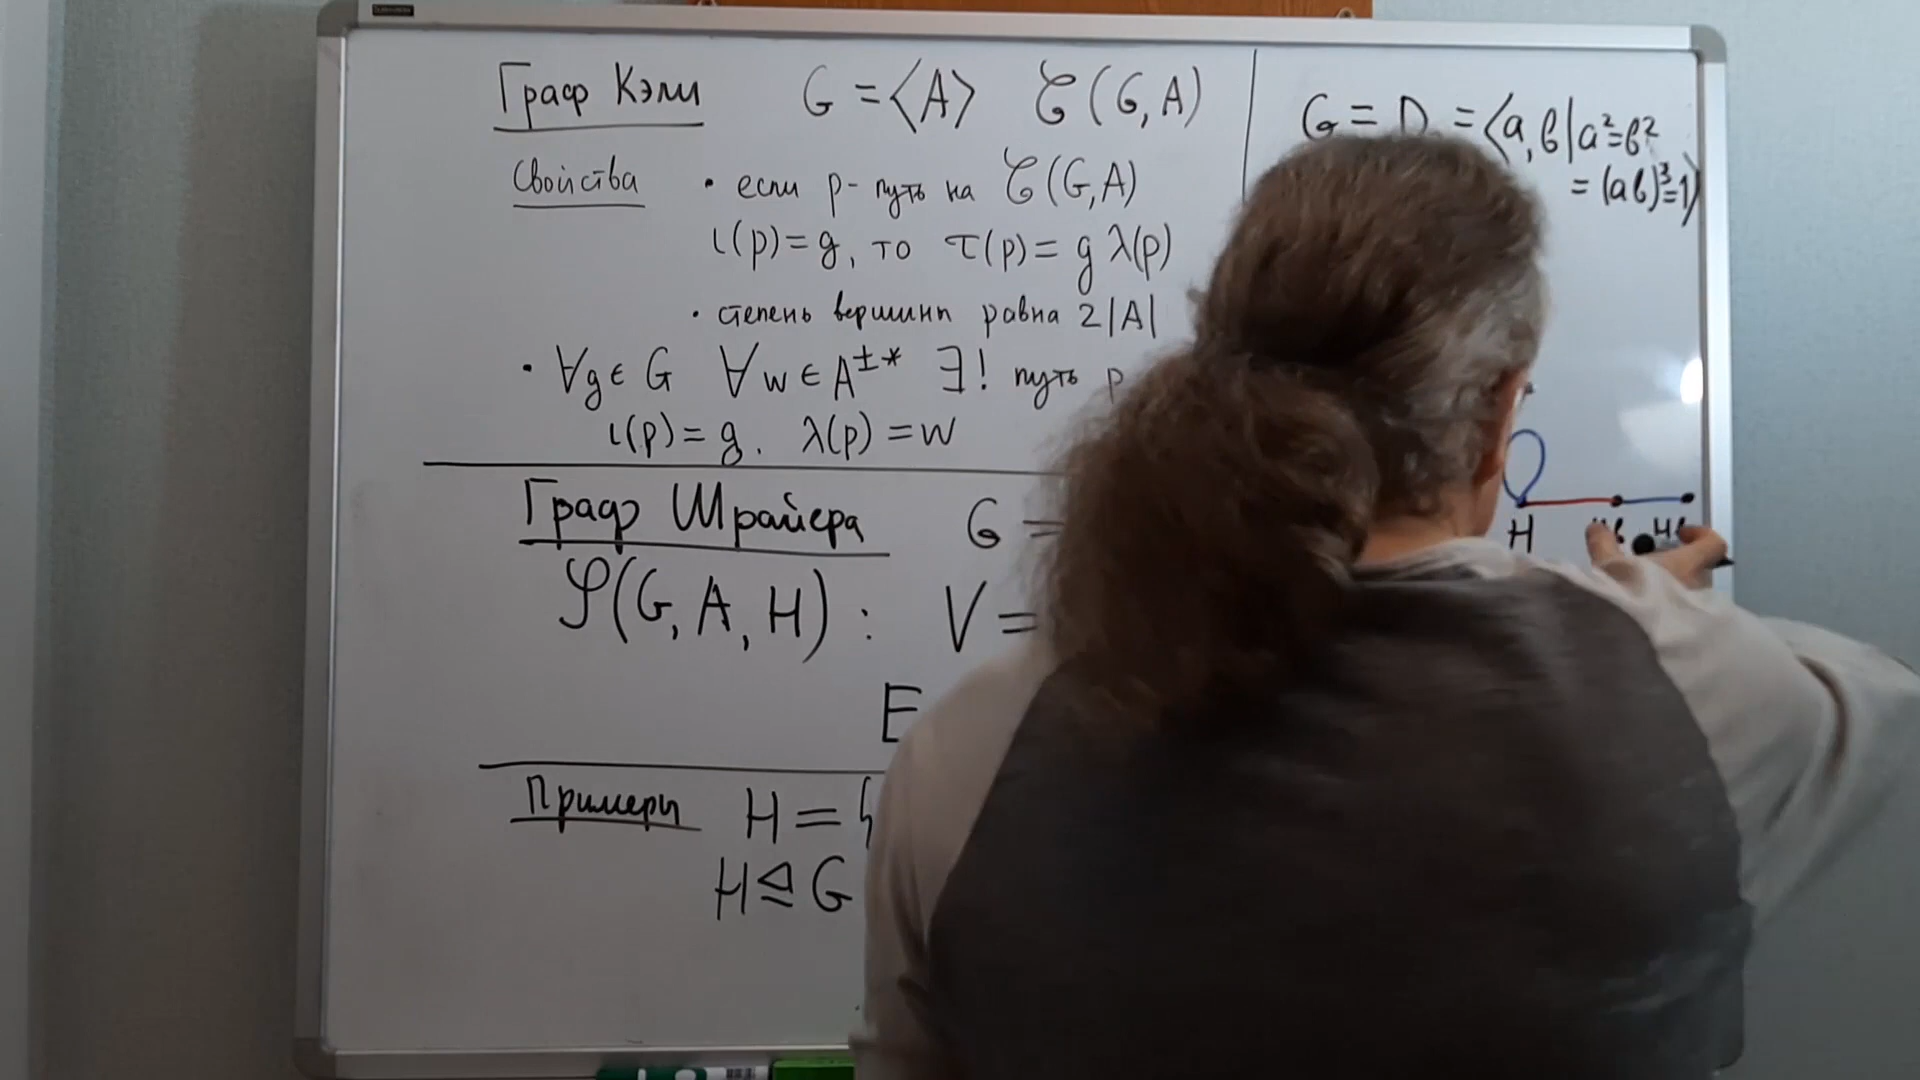 Граф Кэли G = ⟨A⟩ 𝒞(G, A)
Свойства • если p - путь на 𝒞(G, A)
ι(p) = g, то τ(p) = g λ(p)
• степень вершины равна 2|A|
• ∀g ∈ G ∀w ∈ A^{±*} ∃! путь p
ι(p) = g. λ(p) = w
Граф Шрайера G =
𝒮(G, A, H) : V =
E
Примеры H = {
H ⊴ G
G = D = ⟨a, b | a² = b²
= (ab)³ = 1⟩
H